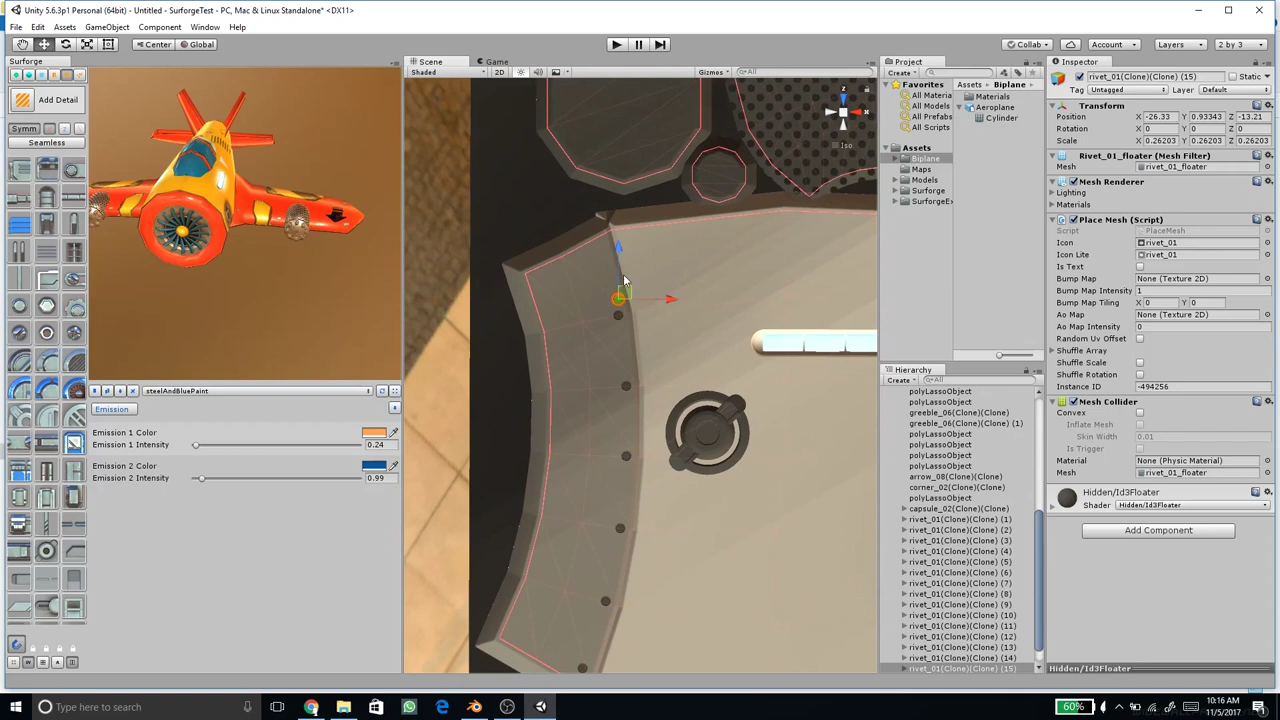 Unity 5.6.3p1 Personal (64bit) - Untitled - SurforgeTest - PC, Mac & Linux Standalone* <DX11>
File Edit Assets GameObject Component Window Help
Center Global
Collab Account Layers 2 by 3
Surforge
Scene Game
Project
Inspector
Shaded 2D Gizmos All
Create
Add Detail
Symm
Seamless
Favorites
All Materia
All Models
All Prefabs
All Scripts
Assets
Biplane
Maps
Models
Surforge
SurforgeEx
Assets Biplane
Materials
Aeroplane
Cylinder
rivet_01(Clone)(Clone) (15) Static
Tag Untagged Layer Default
Transform
Position X -26.33 Y 0.93343 Z -13.21
Rotation X 0 Y 0 Z 0
Scale X 0.26203 Y 0.26203 Z 0.26203
Rivet_01_floater (Mesh Filter)
Mesh rivet_01_floater
Mesh Renderer
Lighting
Materials
Place Mesh (Script)
Script PlaceMesh
Icon rivet_01
Icon Lite rivet_01
Is Text
Bump Map None (Texture 2D)
Bump Map Intensity 1
Bump Map Tiling X 0 Y 0
Ao Map None (Texture 2D)
Ao Map Intensity 0
Random Uv Offset
Shuffle Array
Shuffle Scale
Shuffle Rotation
Instance ID -494256
Mesh Collider
Convex
Inflate Mesh
Skin Width 0.01
Is Trigger
Material None (Physic Material)
Mesh rivet_01_floater
Hidden/Id3Floater
Shader Hidden/Id3Floater
Add Component
z
x
Iso
steelAndBluePaint
Emission
Emission 1 Color
Emission 1 Intensity 0.24
Emission 2 Color
Emission 2 Intensity 0.99
Hierarchy
Create All
polyLassoObject
polyLassoObject
greeble_06(Clone)(Clone)
greeble_06(Clone)(Clone) (1)
polyLassoObject
polyLassoObject
polyLassoObject
polyLassoObject
arrow_08(Clone)(Clone)
corner_02(Clone)(Clone)
polyLassoObject
capsule_02(Clone)(Clone)
rivet_01(Clone)(Clone) (1)
rivet_01(Clone)(Clone) (2)
rivet_01(Clone)(Clone) (3)
rivet_01(Clone)(Clone) (4)
rivet_01(Clone)(Clone) (5)
rivet_01(Clone)(Clone) (6)
rivet_01(Clone)(Clone) (7)
rivet_01(Clone)(Clone) (8)
rivet_01(Clone)(Clone) (9)
rivet_01(Clone)(Clone) (10)
rivet_01(Clone)(Clone) (11)
rivet_01(Clone)(Clone) (12)
rivet_01(Clone)(Clone) (13)
rivet_01(Clone)(Clone) (14)
rivet_01(Clone)(Clone) (15)
Hidden/Id3Floater
Type here to search
60%
10:16 AM
11/5/2017